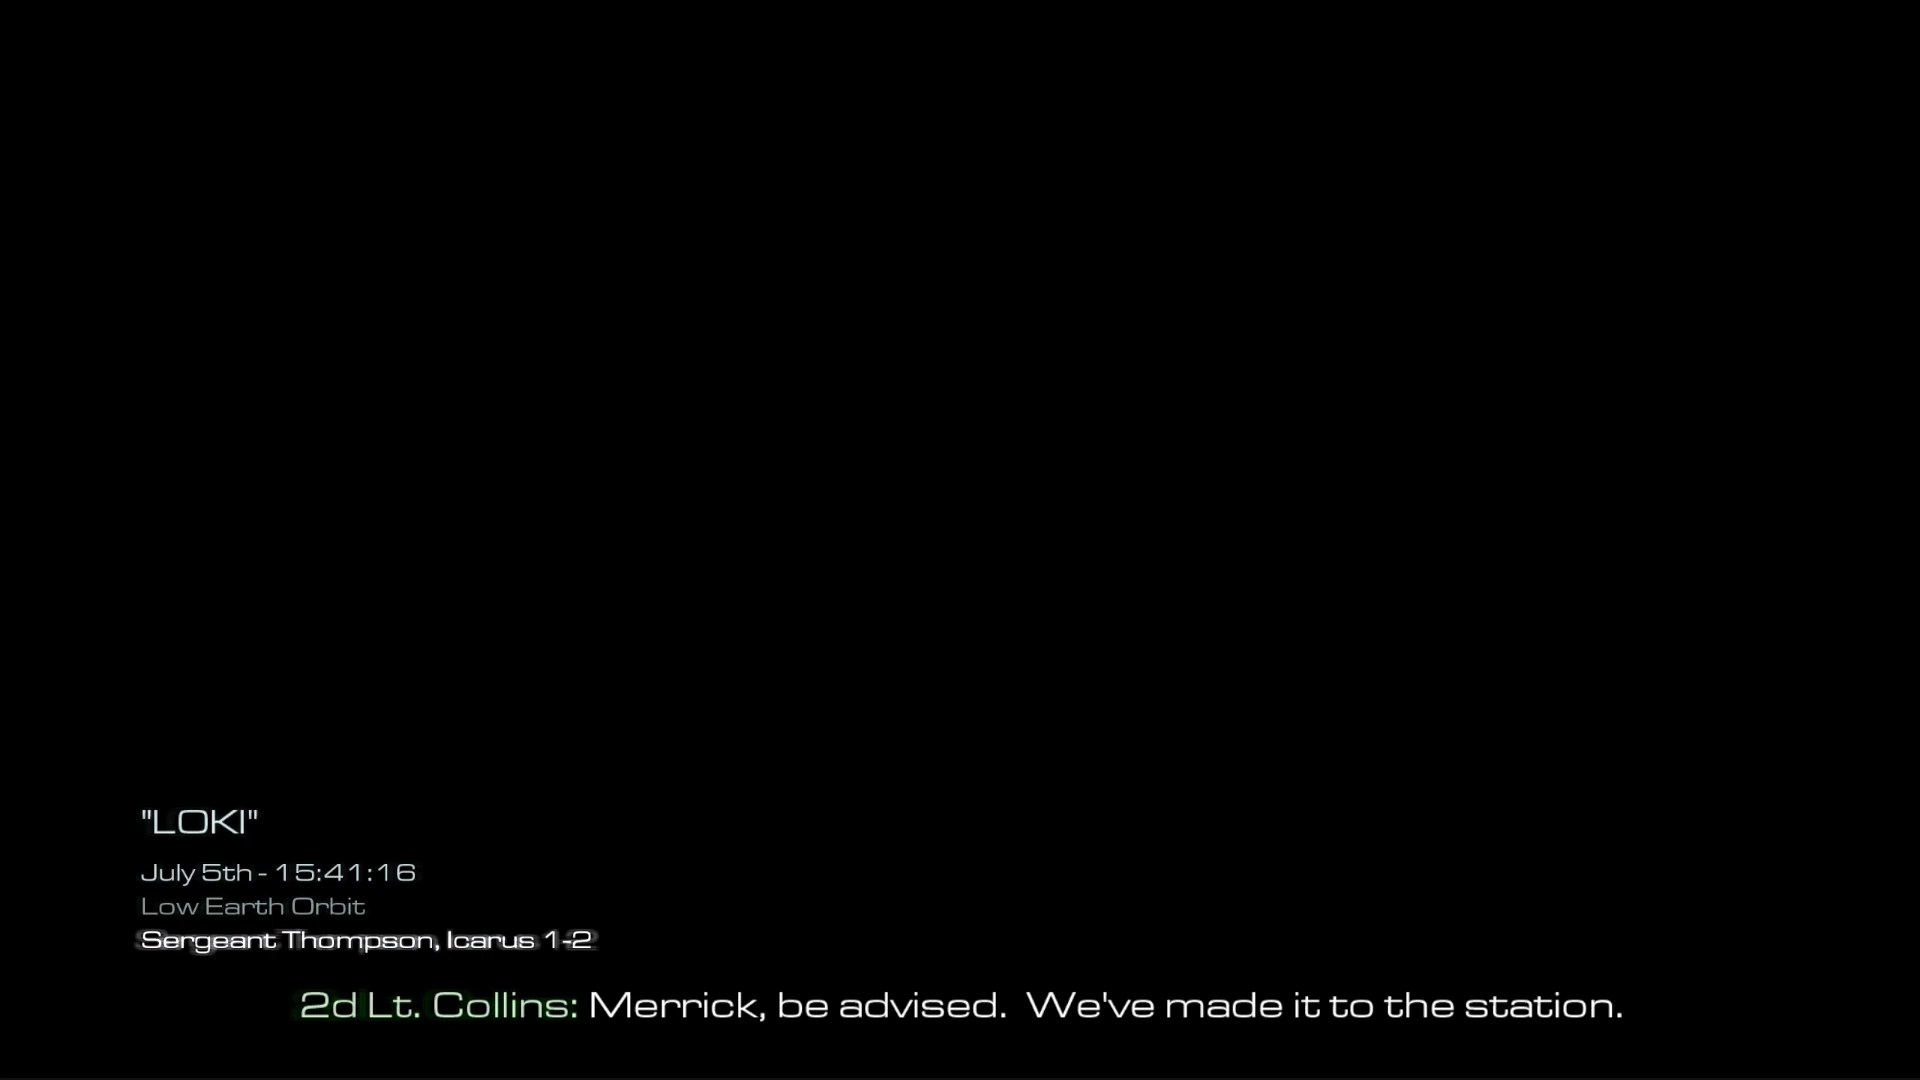 "LOKI"
July 5th - 15:41:16
Low Earth Orbit
Sergeant Thompson, Icarus 1-2
2d Lt. Collins: Merrick, be advised.  We've made it to the station.